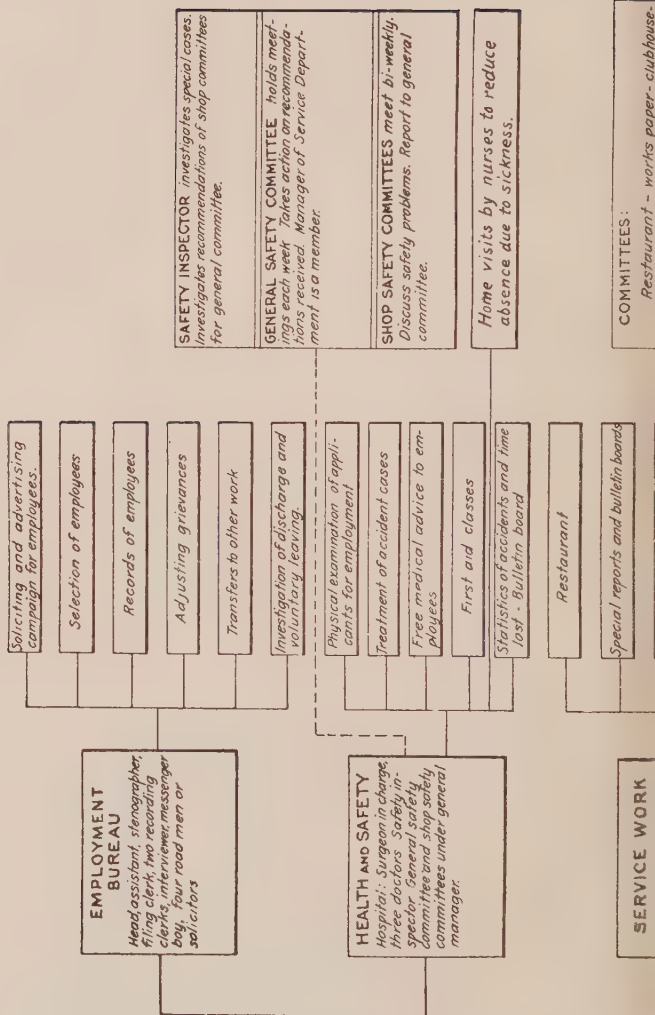 EMPLOYMENT
BUREAU
Head, assistant, stenographer,
filing clerk, two recording
clerks, interviewer, messenger
boy, four road men or
solicitors
Soliciting and advertising
campaign for employees.
Selection of employees
Records of employees
Adjusting grievances
Transfers to other work
Investigation of discharge and
voluntary leaving.
HEALTH AND SAFETY
Hospital: Surgeon in charge,
three doctors Safety in-
spector General safety
committee and shop safety
committees under general
manager.
Physical examination of appli-
cants for employment
Treatment of accident cases
Free medical advice to em-
ployees
First aid classes
Statistics of accidents and time
lost - Bulletin board
SAFETY INSPECTOR investigates special cases.
Investigates recommendations of shop committees
for general committee.
GENERAL SAFETY COMMITTEE holds meet-
ings each week Takes action on recommenda-
tions received. Manager of Service Depart-
ment is a member.
SHOP SAFETY COMMITTEES meet bi-weekly.
Discuss safety problems. Report to general
committee.
Home visits by nurses to reduce
absence due to sickness.
SERVICE WORK
Restaurant
Special reports and bulletin boards
COMMITTEES:
Restaurant - works paper - clubhouse-